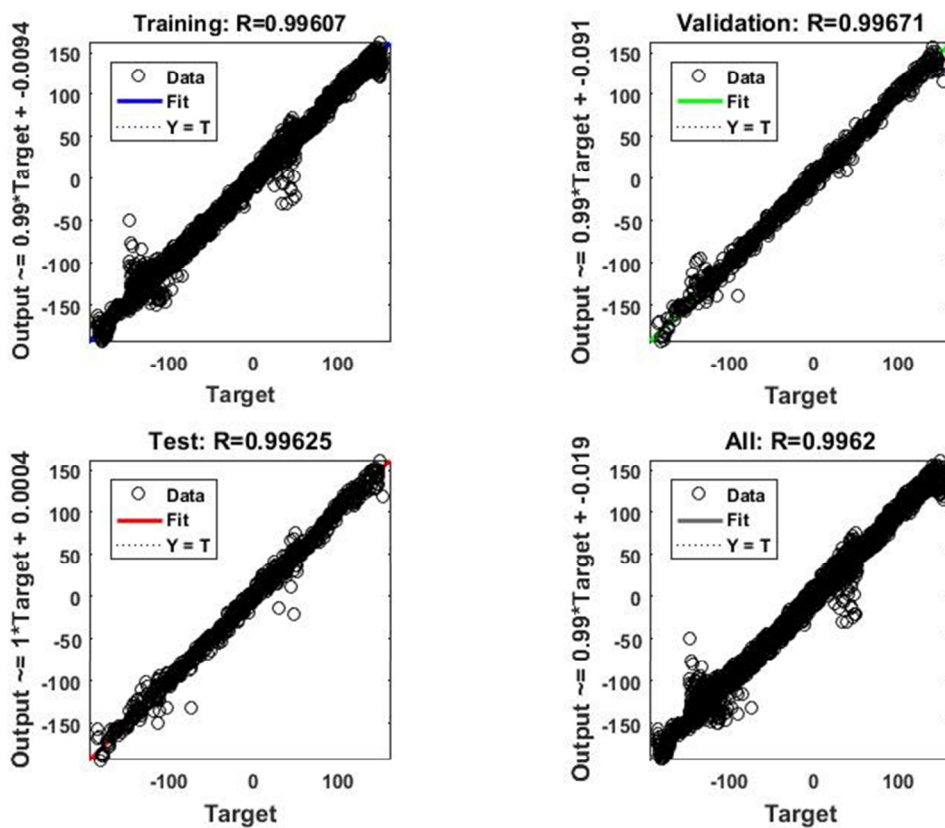 Training: R=0.99607
Output ~= 0.99*Target + -0.0094
150
100
50
0
-50
-100
-150
Data
Fit
Y = T
-100 0 100
Target
Validation: R=0.99671
Output ~= 0.99*Target + -0.091
150
100
50
0
-50
-100
-150
Data
Fit
Y = T
-100 0 100
Target
Test: R=0.99625
Output ~= 1*Target + 0.0004
150
100
50
0
-50
-100
-150
Data
Fit
Y = T
-100 0 100
Target
All: R=0.9962
Output ~= 0.99*Target + -0.019
150
100
50
0
-50
-100
-150
Data
Fit
Y = T
-100 0 100
Target